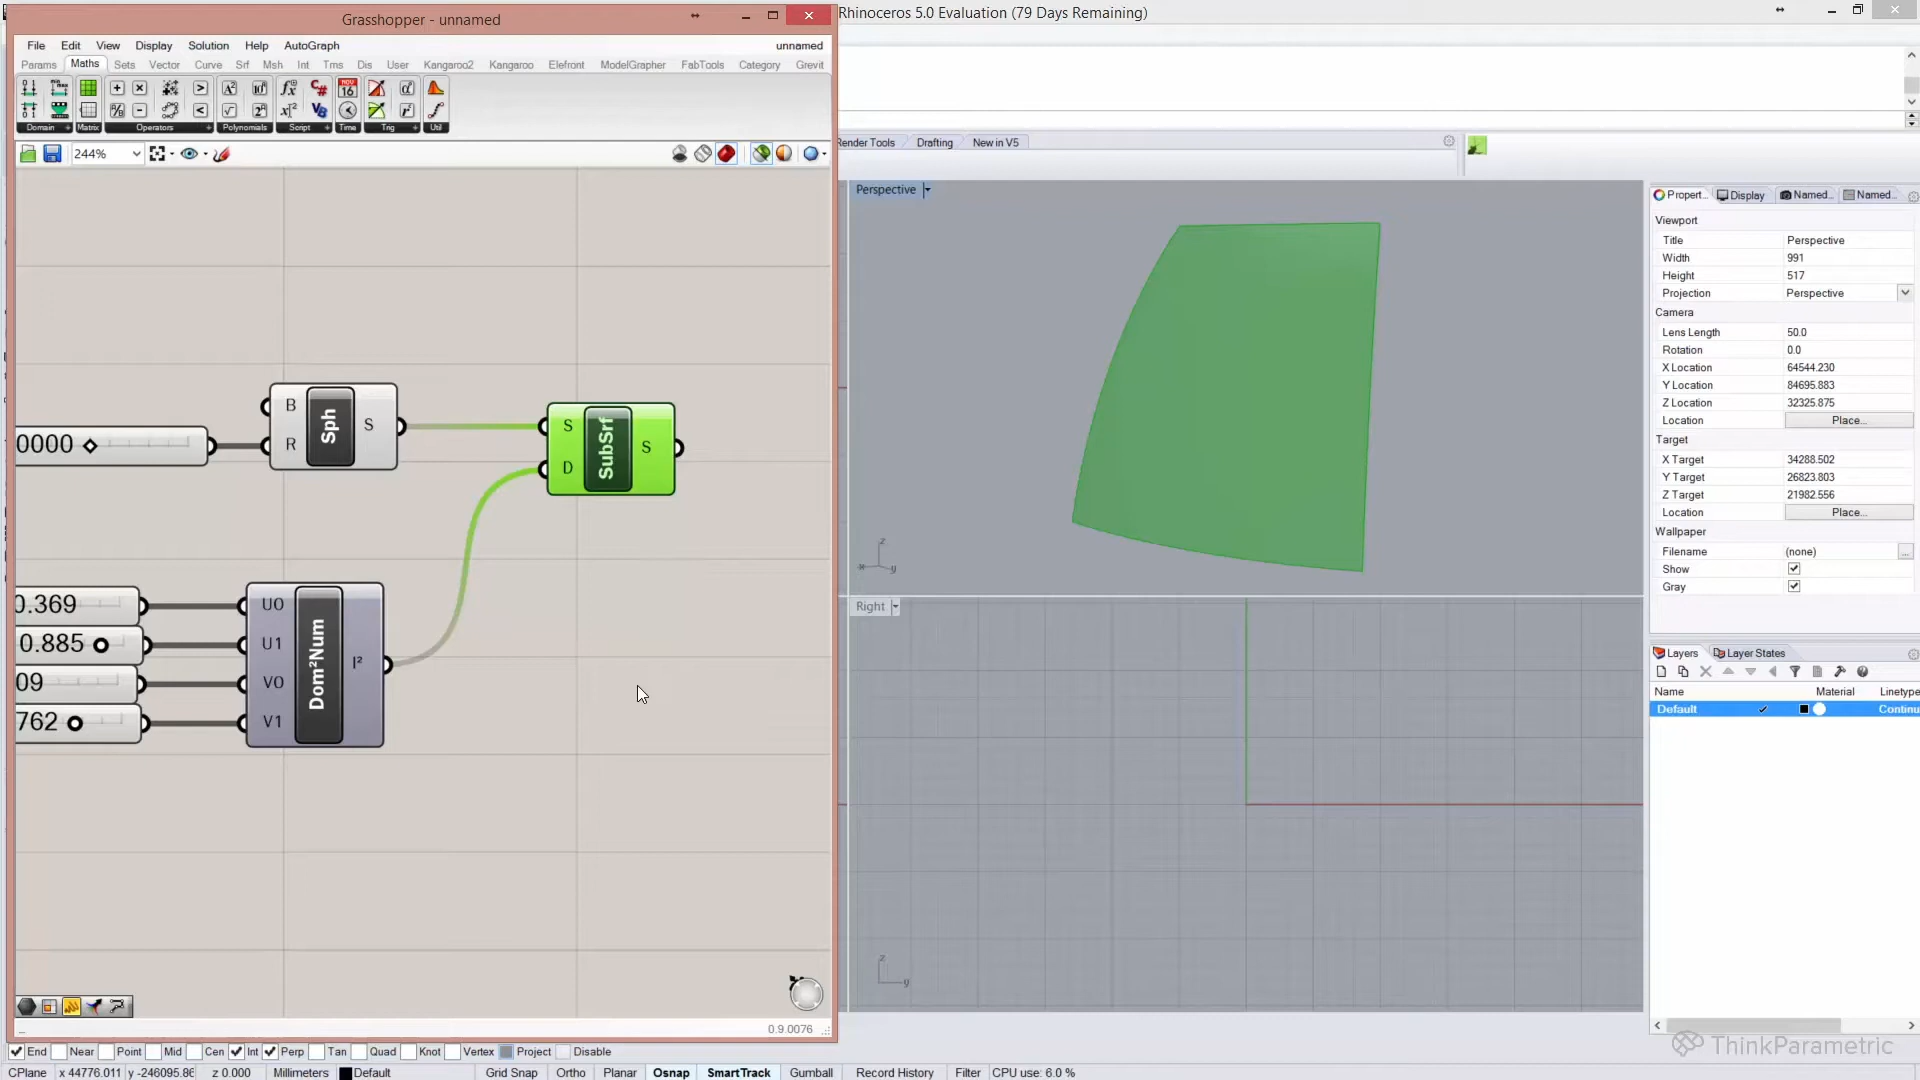 Grasshopper - unnamed
Rhinoceros 5.0 Evaluation (79 Days Remaining)
File Edit View Display Solution Help AutoGraph unnamed
Params Maths Sets Vector Curve Srf Msh Int Trns Dis User Kangaroo2 Kangaroo Elefront ModelGrapher FabTools Category Grevit
Domain Matrix Operators Polynomials Script Time Trig Util
244%
Render Tools Drafting New in V5
Perspective
Propert... Display Named... Named...
Viewport
Title Perspective
Width 991
Height 517
Projection Perspective
Camera
Lens Length 50.0
Rotation 0.0
X Location 64544.230
Y Location 84695.883
Z Location 32325.875
Location Place...
Target
X Target 34288.502
Y Target 26823.803
Z Target 21982.556
Location Place...
Wallpaper
Filename (none) ...
Show
Gray
0000
B
R
Sph
S
S
D
SubSrf
S
0.369
0.885
09
762
U0
U1
V0
V1
Dom²Num
I²
z
x
y
Right
z
y
Layers Layer States
Name Material Linetype
Default Continu
0.9.0076
ThinkParametric
End Near Point Mid Cen Int Perp Tan Quad Knot Vertex Project Disable
CPlane x 44776.011 y -246095.86 z 0.000 Millimeters Default Grid Snap Ortho Planar Osnap SmartTrack Gumball Record History Filter CPU use: 6.0 %